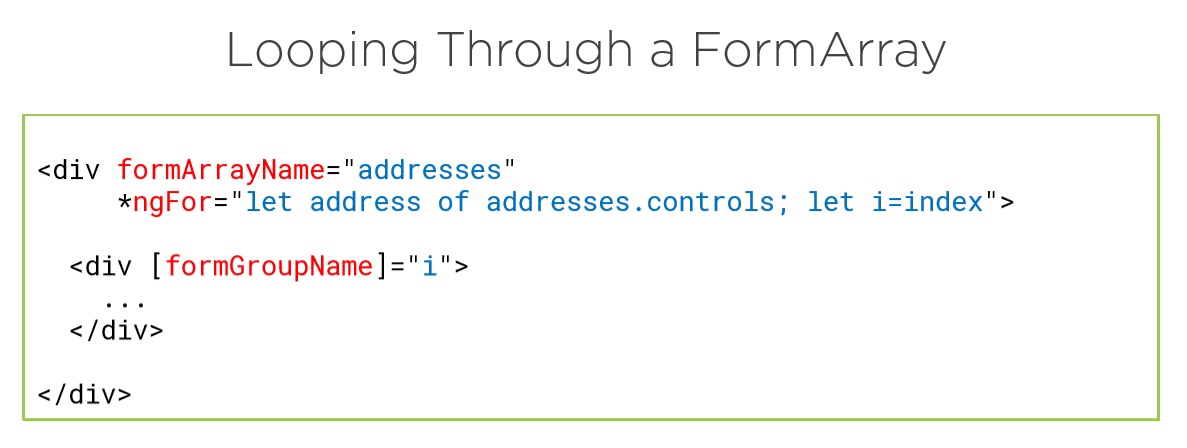 Looping Through a FormArray
<div formArrayName="addresses"
*ngFor="let address of addresses.controls; let i=index">
<div [formGroupName]="i">
...
</div>
</div>